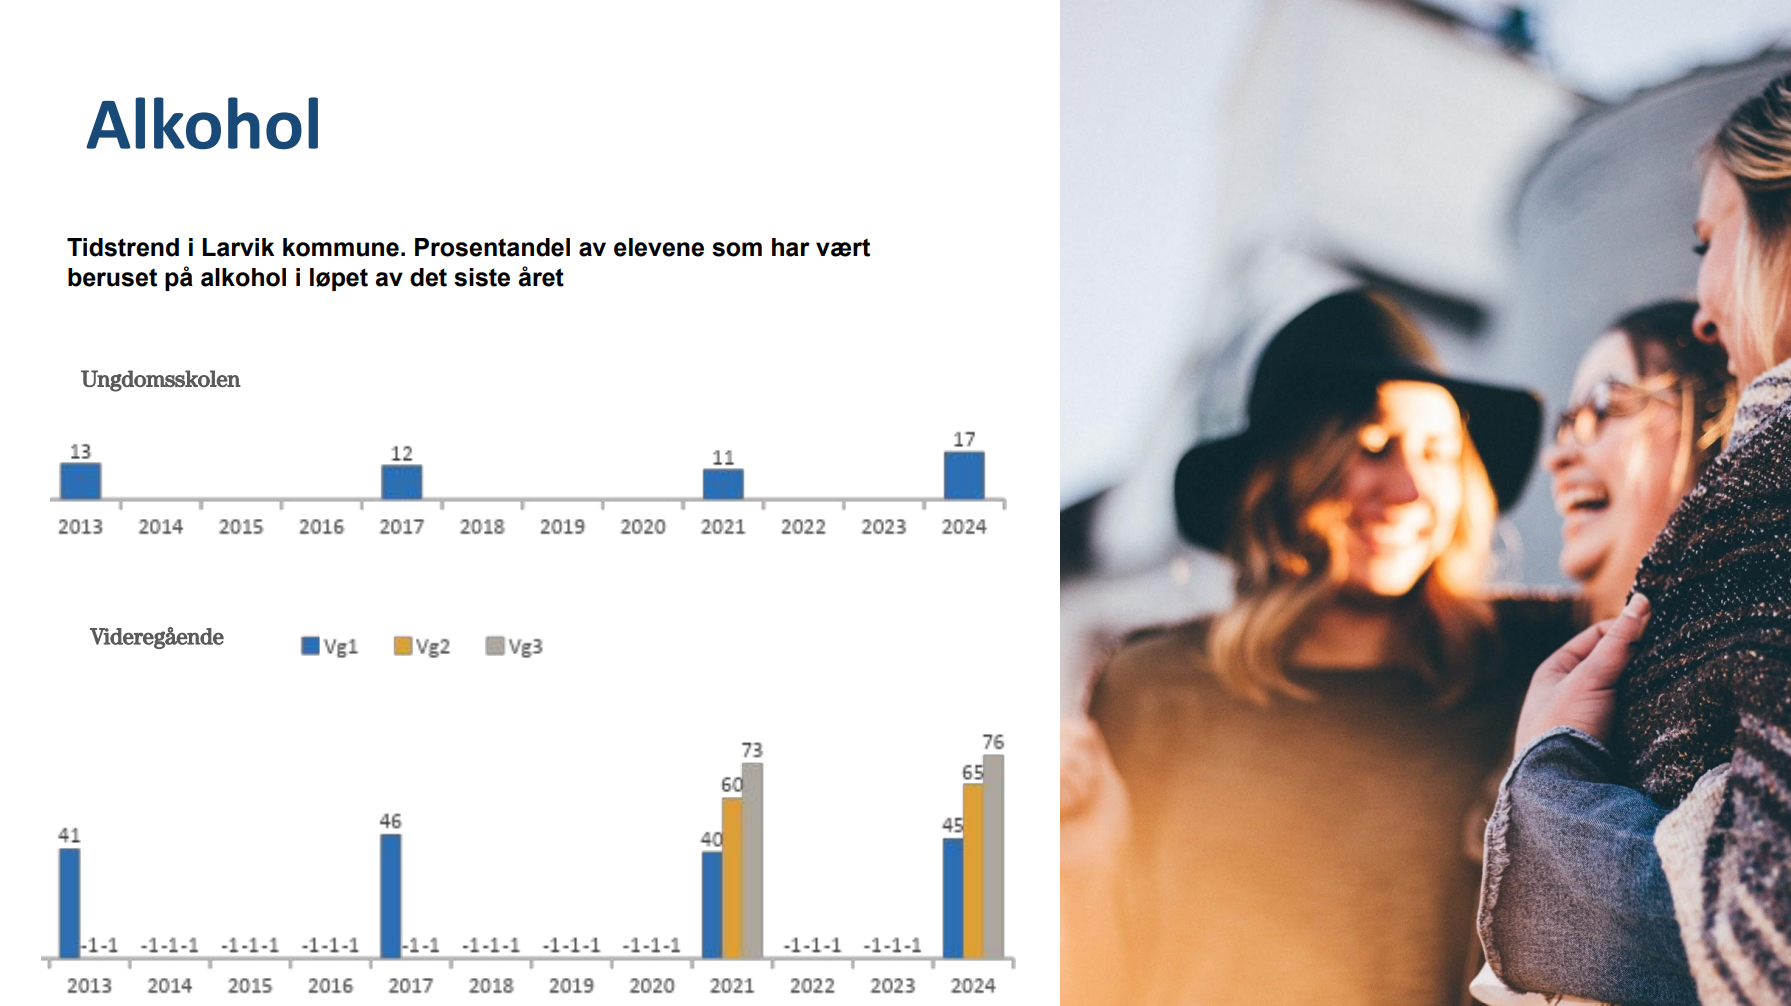 Alkohol
Tidstrend i Larvik kommune. Prosentandel av elevene som har vært
beruset på alkohol i løpet av det siste året
Ungdomsskolen
13 12 11 17
2013 2014 2015 2016 2017 2018 2019 2020 2021 2022 2023 2024
Videregående
Vg1 Vg2 Vg3
41 46 40 60 73 45 65 76
-1-1 -1-1-1 -1-1-1 -1-1-1 -1-1 -1-1-1 -1-1-1 -1-1-1 -1-1-1 -1-1-1
2013 2014 2015 2016 2017 2018 2019 2020 2021 2022 2023 2024